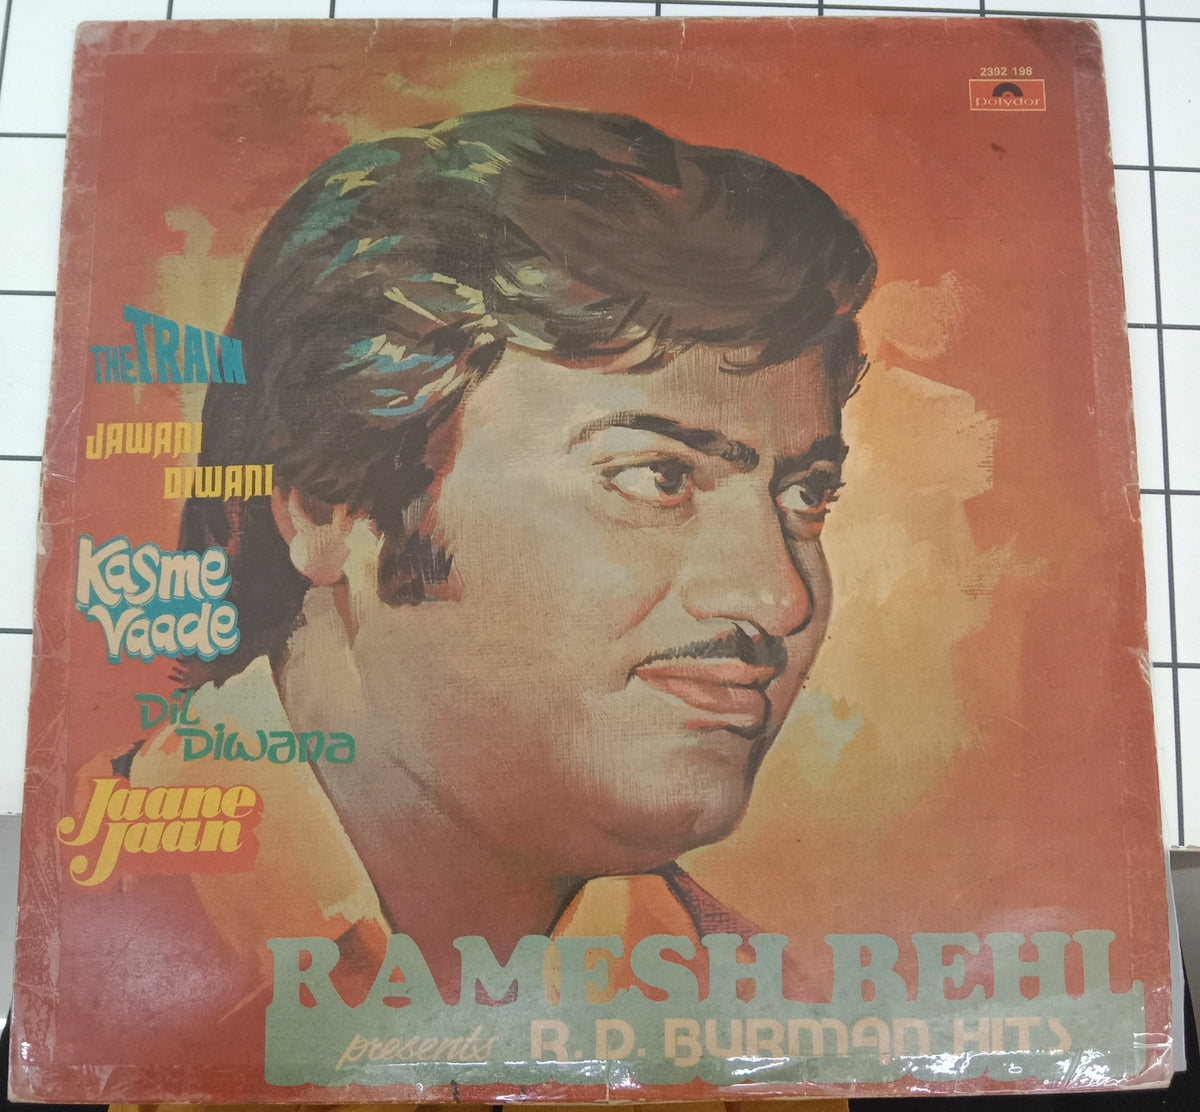 2392 198
polydor
THE TRAIN
JAWANI
DIWANI
Kasme
Vaade
Dil
Diwana
Jaane
Jaan
RAMESH BEHL
presents R. D. BURMAN HITS